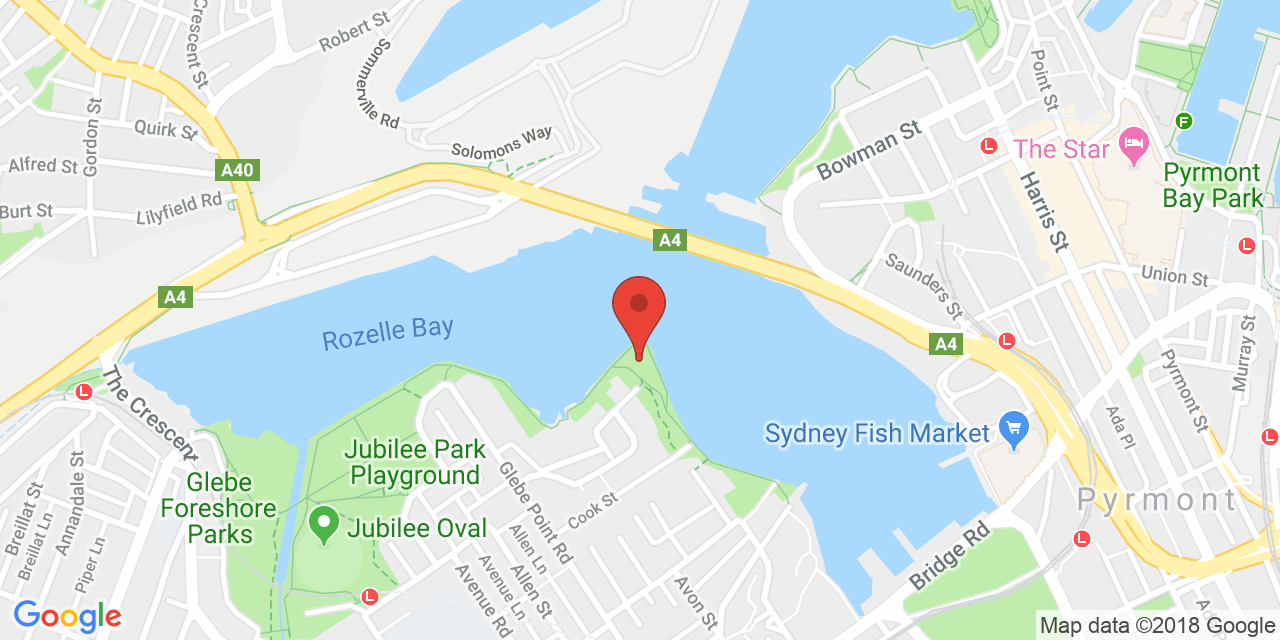 Crescent St
Robert St
Sommerville Rd
Gordon St
Quirk St
Solomons Way
Alfred St
A40
Burt St
Lilyfield Rd
A4
A4
Rozelle Bay
The Crescent
Point St
Bowman St
The Star
F
Harris St
Pyrmont
Bay Park
Saunders St
Union St
A4
Murray St
Pyrmont St
Ada Pl
Sydney Fish Market
Pyrmont
Jubilee Park
Playground
Glebe
Foreshore
Parks
Jubilee Oval
Glebe Point Rd
Cook St
Breillat St
Breillat Ln
Annandale St
Piper Ln
Allen Ln
Allen St
Avenue Ln
Avenue Rd
Avon St
Bridge Rd
Google
Map data ©2018 Google